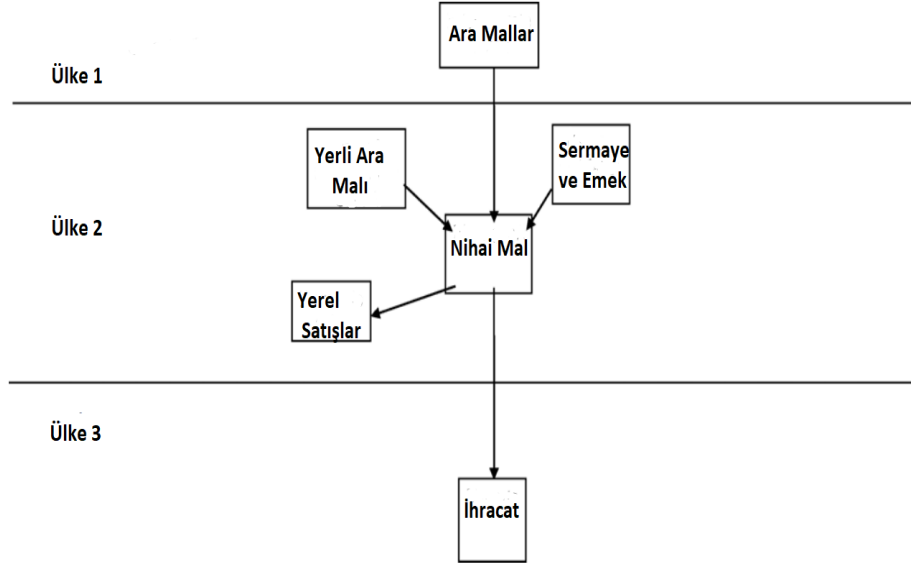 Ara Mallar
Ülke 1
Yerli Ara
Malı
Sermaye
ve Emek
Ülke 2
Nihai Mal
Yerel
Satışlar
Ülke 3
İhracat